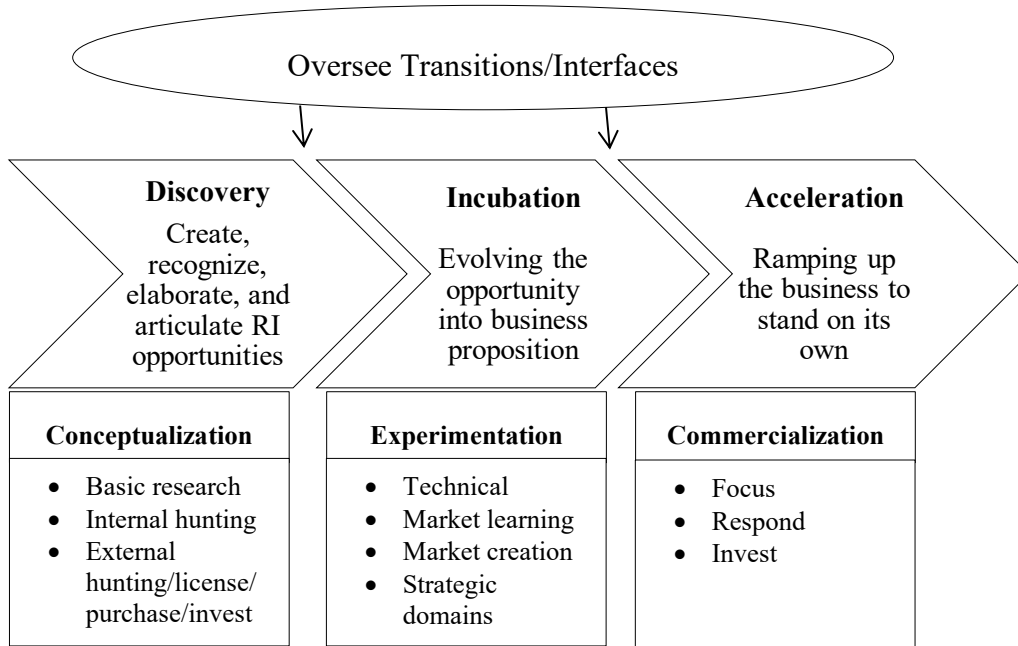 Oversee Transitions/Interfaces
Discovery
Create,
recognize,
elaborate, and
articulate RI
opportunities
Incubation
Evolving the
opportunity
into business
proposition
Acceleration
Ramping up
the business to
stand on its
own
Conceptualization
• Basic research
• Internal hunting
• External
hunting/license/
purchase/invest
Experimentation
• Technical
• Market learning
• Market creation
• Strategic
domains
Commercialization
• Focus
• Respond
• Invest